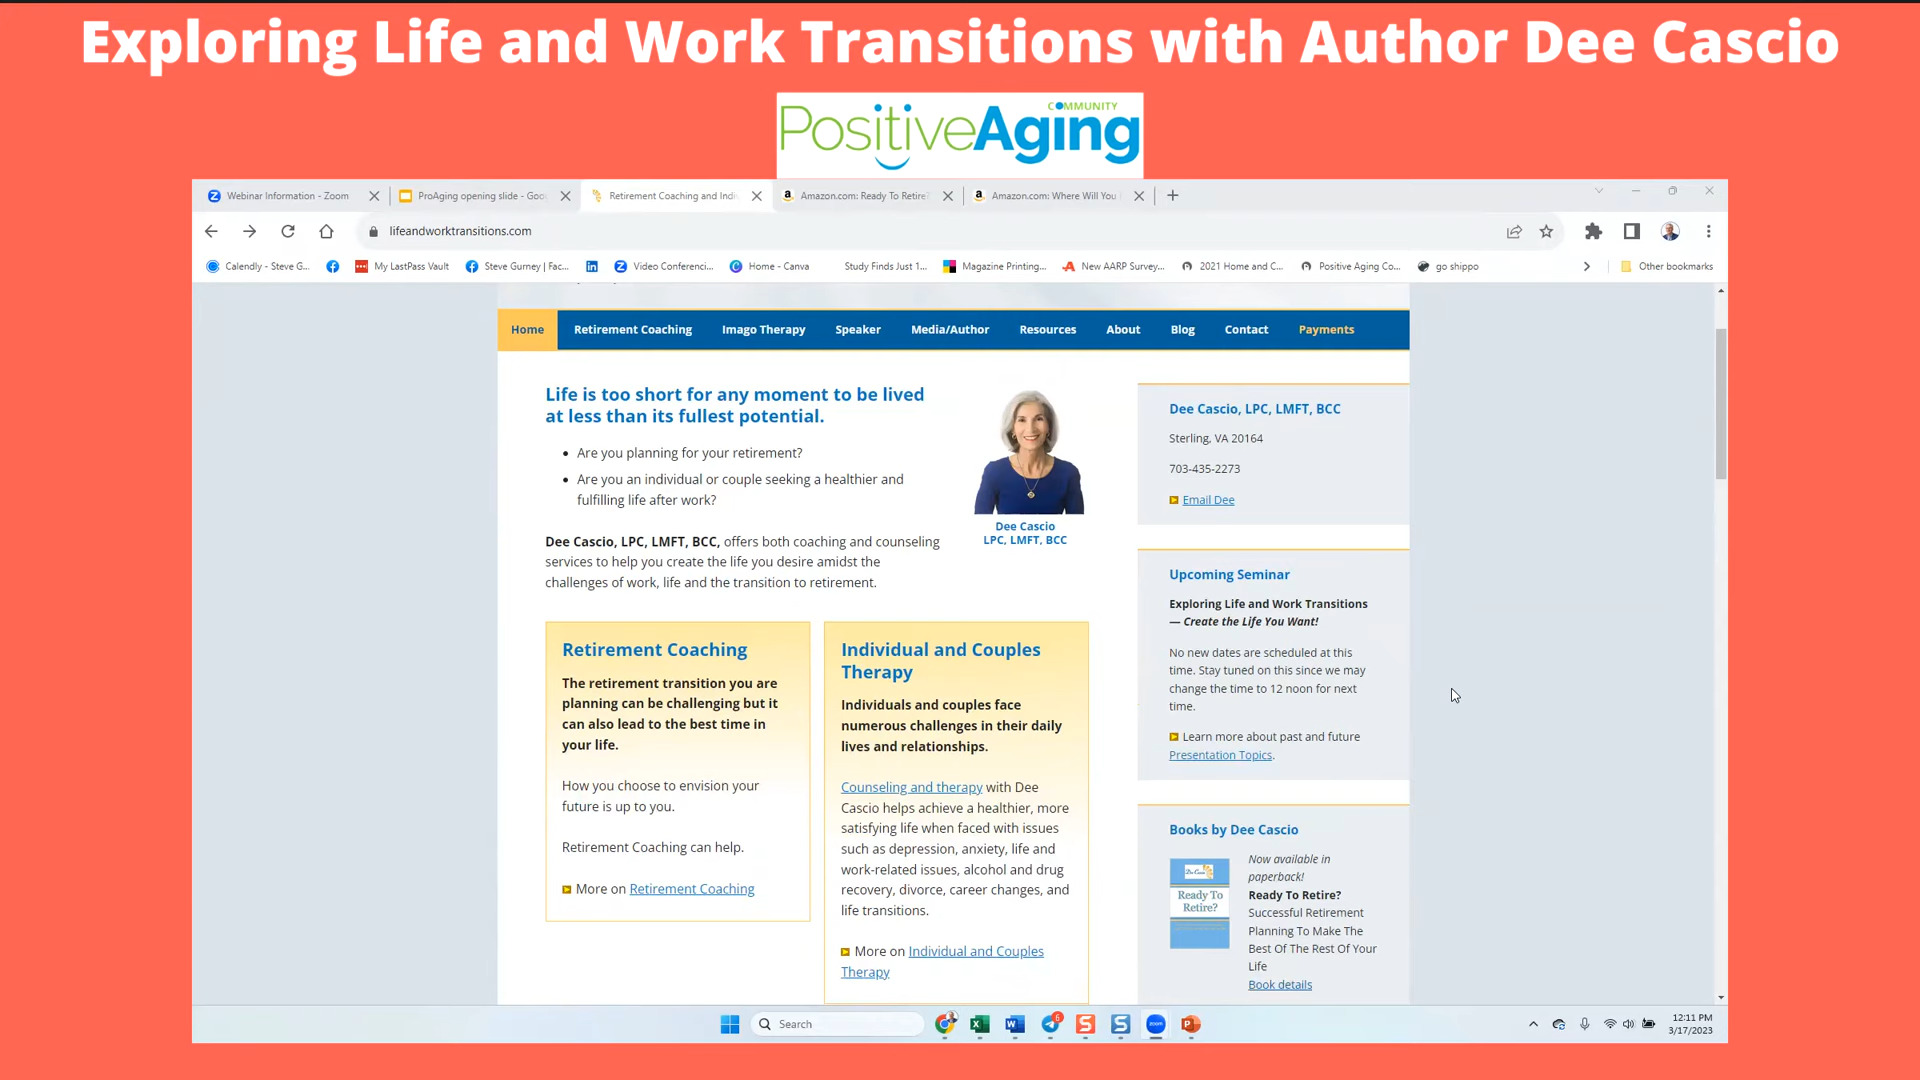 Exploring Life and Work Transitions with Author Dee Cascio
COMMUNITY
PositiveAging
Webinar Information - Zoom
ProAging opening slide - Goo
Retirement Coaching and Indi
Amazon.com: Ready To Retire?
Amazon.com: Where Will You
lifeandworktransitions.com
Calendly - Steve G...
My LastPass Vault
Steve Gurney | Fac...
Video Conferenci...
Home - Canva
Study Finds Just 1...
Magazine Printing,...
New AARP Survey...
2021 Home and C...
Positive Aging Co...
go shippo
Other bookmarks
Home
Retirement Coaching
Imago Therapy
Speaker
Media/Author
Resources
About
Blog
Contact
Payments
Life is too short for any moment to be lived
at less than its fullest potential.
• Are you planning for your retirement?
• Are you an individual or couple seeking a healthier and
fulfilling life after work?
Dee Cascio, LPC, LMFT, BCC, offers both coaching and counseling
services to help you create the life you desire amidst the
challenges of work, life and the transition to retirement.
Dee Cascio
LPC, LMFT, BCC
Retirement Coaching
The retirement transition you are
planning can be challenging but it
can also lead to the best time in
your life.
How you choose to envision your
future is up to you.
Retirement Coaching can help.
More on Retirement Coaching
Individual and Couples
Therapy
Individuals and couples face
numerous challenges in their daily
lives and relationships.
Counseling and therapy with Dee
Cascio helps achieve a healthier, more
satisfying life when faced with issues
such as depression, anxiety, life and
work-related issues, alcohol and drug
recovery, divorce, career changes, and
life transitions.
More on Individual and Couples
Therapy
Dee Cascio, LPC, LMFT, BCC
Sterling, VA 20164
703-435-2273
Email Dee
Upcoming Seminar
Exploring Life and Work Transitions
— Create the Life You Want!
No new dates are scheduled at this
time. Stay tuned on this since we may
change the time to 12 noon for next
time.
Learn more about past and future
Presentation Topics.
Books by Dee Cascio
Ready To
Retire?
Now available in
paperback!
Ready To Retire?
Successful Retirement
Planning To Make The
Best Of The Rest Of Your
Life
Book details
Search
6
zoom
12:11 PM
3/17/2023